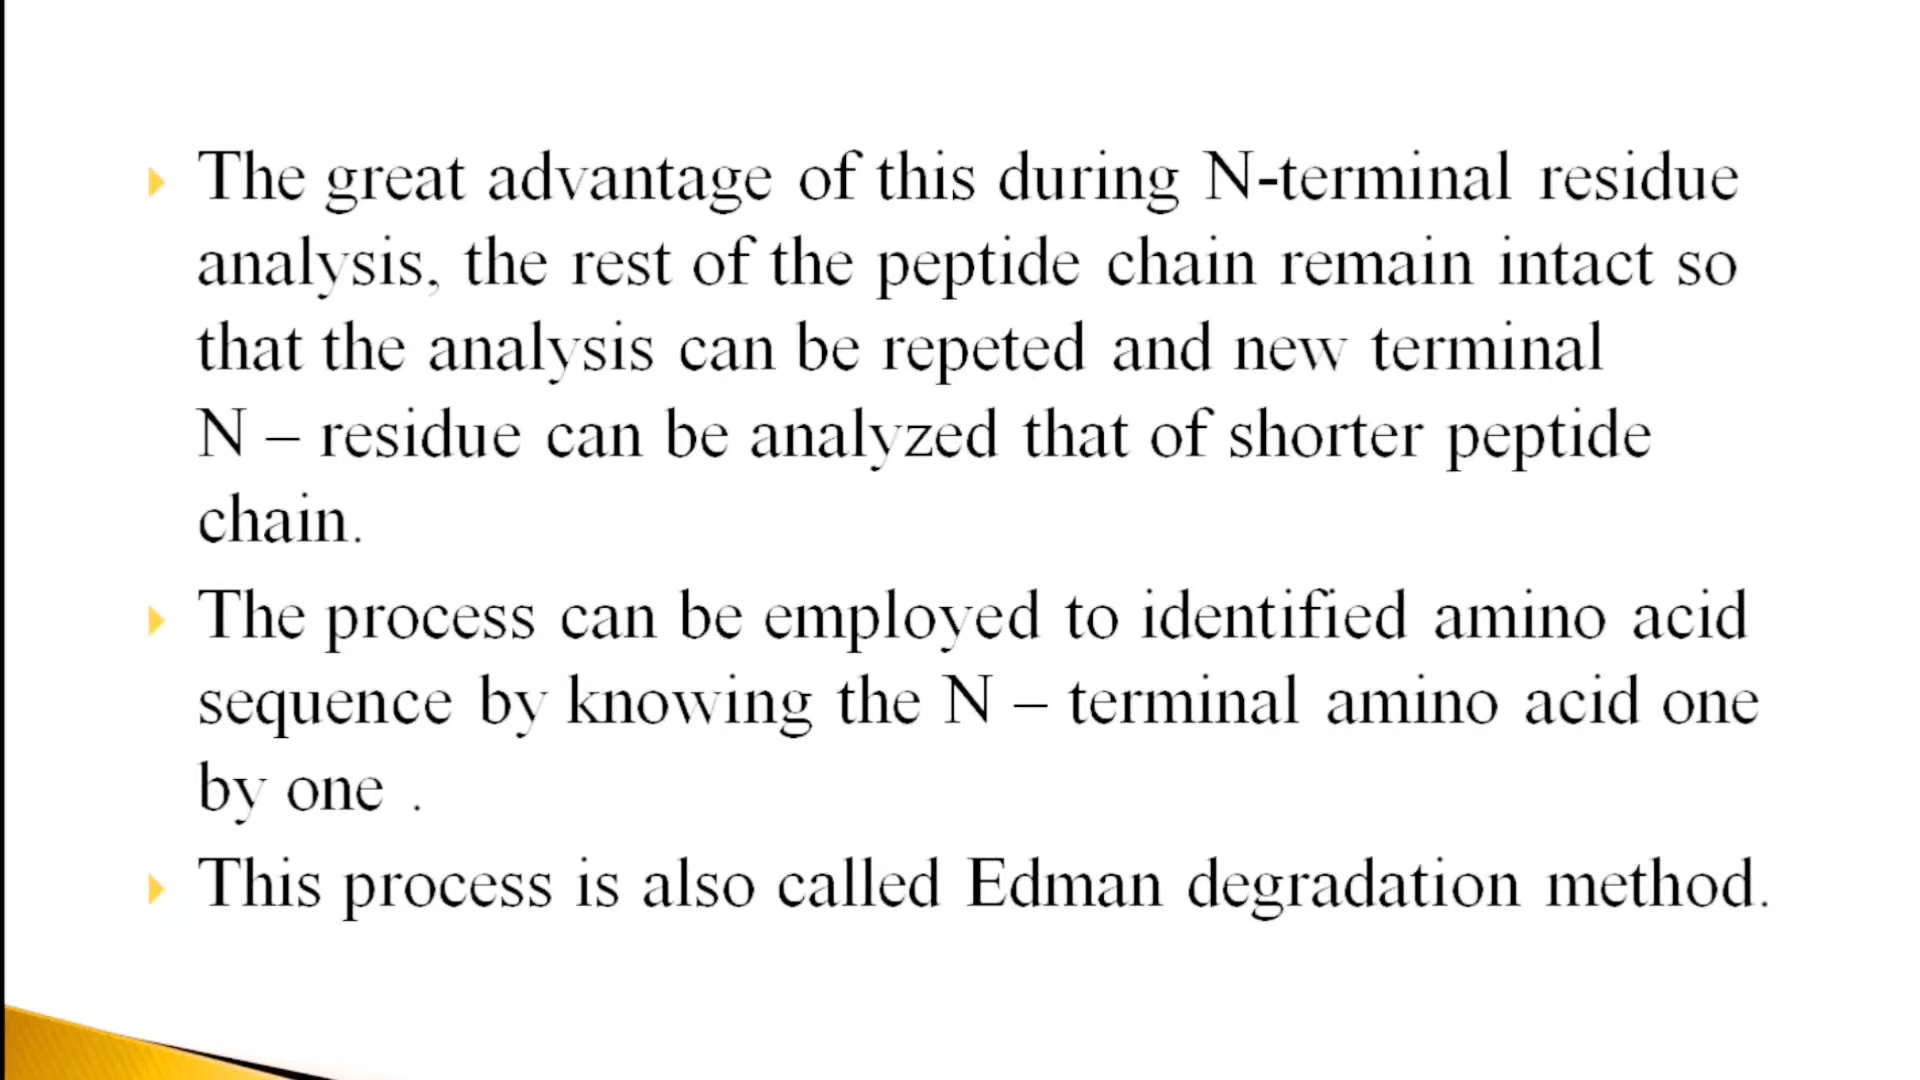 The great advantage of this during N-terminal residue
analysis, the rest of the peptide chain remain intact so
that the analysis can be repeted and new terminal
N – residue can be analyzed that of shorter peptide
chain.
The process can be employed to identified amino acid
sequence by knowing the N – terminal amino acid one
by one .
This process is also called Edman degradation method.